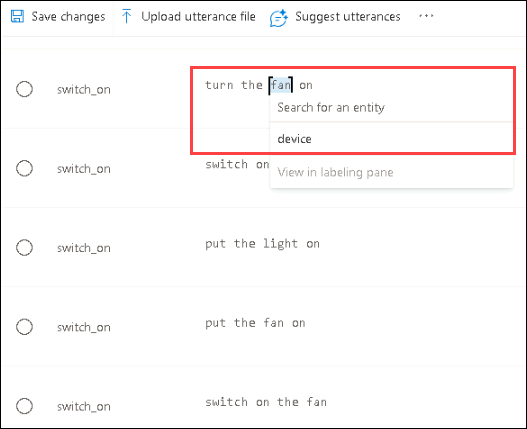 Save changes Upload utterance file Suggest utterances ...
switch_on turn the fan on
Search for an entity
device
switch_on switch on
View in labeling pane
switch_on put the light on
switch_on put the fan on
switch_on switch on the fan